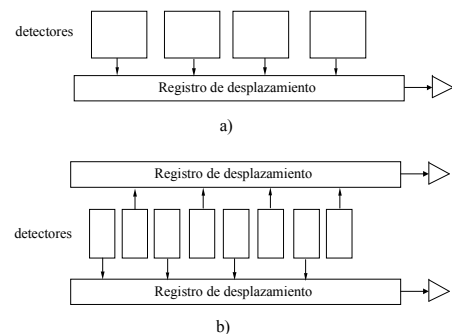 detectores
Registro de desplazamiento
a)
Registro de desplazamiento
detectores
Registro de desplazamiento
b)